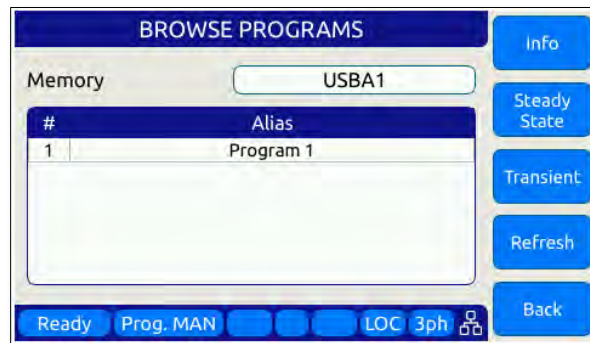 BROWSE PROGRAMS
Info
Memory
USBA1
Steady
State
# Alias
1 Program 1
Transient
Refresh
Back
Ready Prog. MAN LOC 3ph